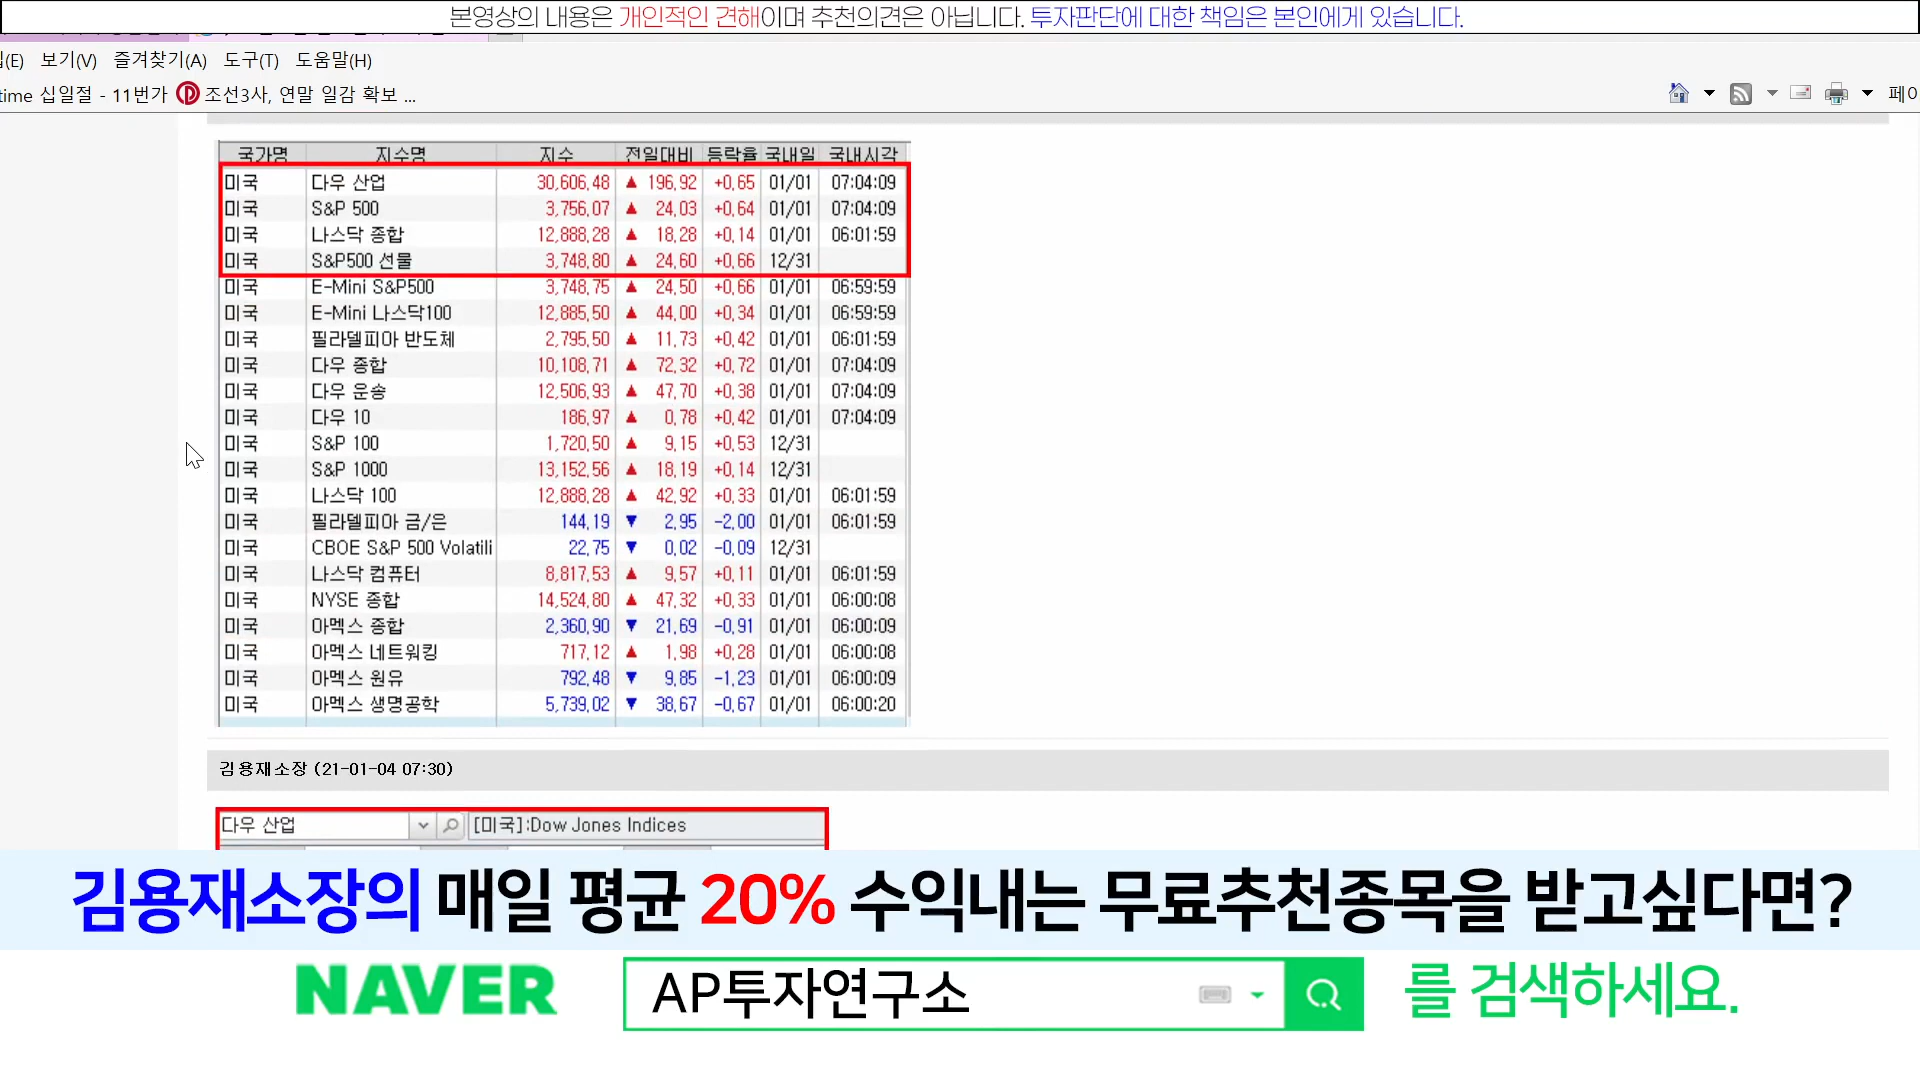 본영상의 내용은 개인적인 견해이며 추천의견은 아닙니다. 투자판단에 대한 책임은 본인에게 있습니다.
(E) 보기(V) 즐겨찾기(A) 도구(T) 도움말(H)
time 십일절 - 11번가 조선3사, 연말 일감 확보 ... 페이
국가명 지수명 지수 전일대비 등락율 국내일 국내시각
미국 다우 산업 30,606,48 ▲ 196,92 +0,65 01/01 07:04:09
미국 S&P 500 3,756,07 ▲ 24,03 +0,64 01/01 07:04:09
미국 나스닥 종합 12,888,28 ▲ 18,28 +0,14 01/01 06:01:59
미국 S&P500 선물 3,748,80 ▲ 24,60 +0,66 12/31
미국 E-Mini S&P500 3,748,75 ▲ 24,50 +0,66 01/01 06:59:59
미국 E-Mini 나스닥100 12,885,50 ▲ 44,00 +0,34 01/01 06:59:59
미국 필라델피아 반도체 2,795,50 ▲ 11,73 +0,42 01/01 06:01:59
미국 다우 종합 10,108,71 ▲ 72,32 +0,72 01/01 07:04:09
미국 다우 운송 12,506,93 ▲ 47,70 +0,38 01/01 07:04:09
미국 다우 10 186,97 ▲ 0,78 +0,42 01/01 07:04:09
미국 S&P 100 1,720,50 ▲ 9,15 +0,53 12/31
미국 S&P 1000 13,152,56 ▲ 18,19 +0,14 12/31
미국 나스닥 100 12,888,28 ▲ 42,92 +0,33 01/01 06:01:59
미국 필라델피아 금/은 144,19 ▼ 2,95 -2,00 01/01 06:01:59
미국 CBOE S&P 500 Volatili 22,75 ▼ 0,02 -0,09 12/31
미국 나스닥 컴퓨터 8,817,53 ▲ 9,57 +0,11 01/01 06:01:59
미국 NYSE 종합 14,524,80 ▲ 47,32 +0,33 01/01 06:00:08
미국 아멕스 종합 2,360,90 ▼ 21,69 -0,91 01/01 06:00:09
미국 아멕스 네트워킹 717,12 ▲ 1,98 +0,28 01/01 06:00:08
미국 아멕스 원유 792,48 ▼ 9,85 -1,23 01/01 06:00:09
미국 아멕스 생명공학 5,739,02 ▼ 38,67 -0,67 01/01 06:00:20
김용재소장 (21-01-04 07:30)
다우 산업 [미국]:Dow Jones Indices
김용재소장의 매일 평균 20% 수익내는 무료추천종목을 받고싶다면?
NAVER AP투자연구소 를 검색하세요.